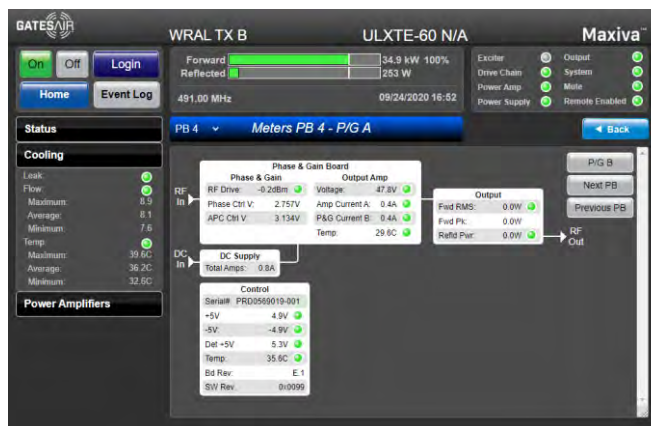 GATESAIR
WRAL TX B
ULXTE-60 N/A
Maxiva™
On
Off
Login
Home
Event Log
Forward
34.9 kW 100%
Reflected
253 W
491.00 MHz
09/24/2020 16:52
Exciter
Output
Drive Chain
System
Power Amp
Mute
Power Supply
Remote Enabled
Status
PB 4
Meters PB 4 - P/G A
Back
Cooling
Leak:
Flow:
Maximum: 8.9
Average: 8.1
Minimum: 7.6
Temp:
Maximum: 39.6C
Average: 36.2C
Minimum: 32.6C
Power Amplifiers
P/G B
Next PB
Previous PB
RF
In
Phase & Gain Board
Phase & Gain
Output Amp
RF Drive: -0.2dBm
Voltage: 47.8V
Phase Ctrl V: 2.757V
Amp Current A: 0.4A
APC Ctrl V: 3.134V
P&G Current B: 0.4A
Temp: 29.6C
Output
Fwd RMS: 0.0W
Fwd Pk: 0.0W
Refld Pwr: 0.0W
RF
Out
DC
In
DC Supply
Total Amps: 0.8A
Control
Serial# PRD0569019-001
+5V 4.9V
-5V: -4.9V
Det +5V 5.3V
Temp: 35.6C
Bd Rev: E.1
SW Rev: 0x0099